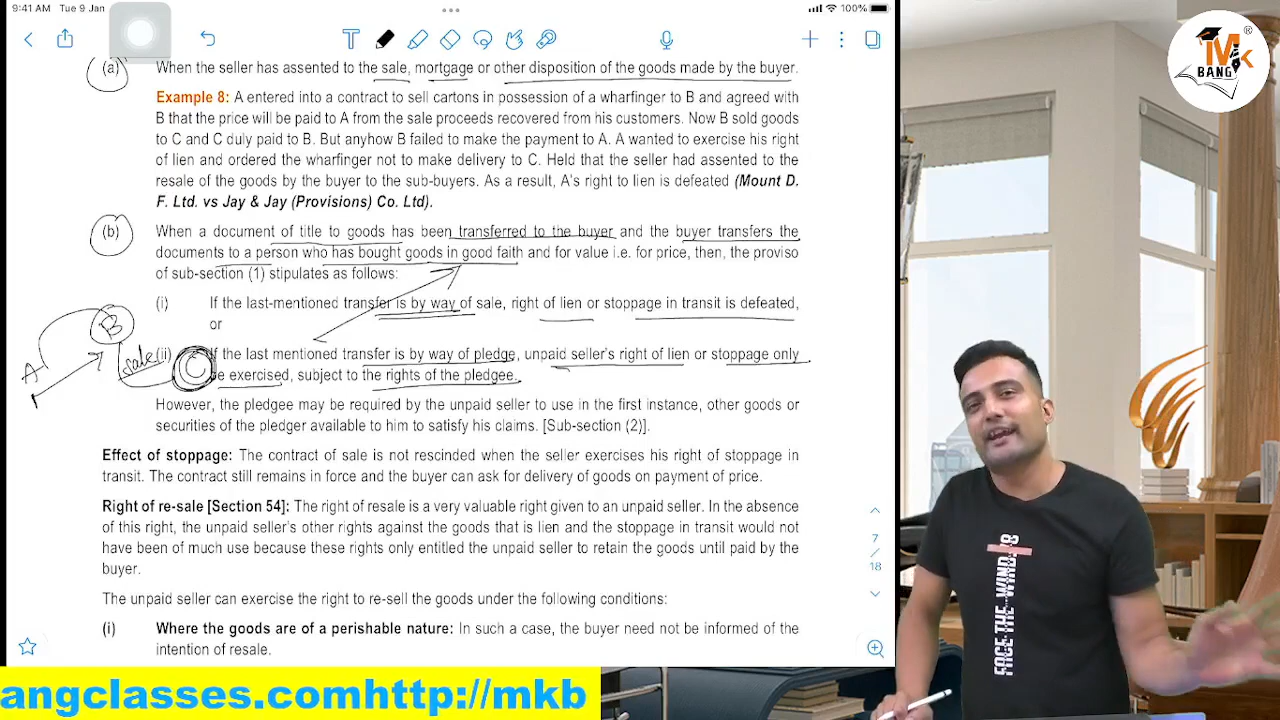 9:41 AM Tue 9 Jan
100%
(a) When the seller has assented to the sale, mortgage or other disposition of the goods made by the buyer.
Example 8: A entered into a contract to sell cartons in possession of a wharfinger to B and agreed with
B that the price will be paid to A from the sale proceeds recovered from his customers. Now B sold goods
to C and C duly paid to B. But anyhow B failed to make the payment to A. A wanted to exercise his right
of lien and ordered the wharfinger not to make delivery to C. Held that the seller had assented to the
resale of the goods by the buyer to the sub-buyers. As a result, A's right to lien is defeated (Mount D.
F. Ltd. vs Jay & Jay (Provisions) Co. Ltd).
(b) When a document of title to goods has been transferred to the buyer and the buyer transfers the
documents to a person who has bought goods in good faith and for value i.e. for price, then, the proviso
of sub-section (1) stipulates as follows:
(i) If the last-mentioned transfer is by way of sale, right of lien or stoppage in transit is defeated,
or
B
(ii) If the last mentioned transfer is by way of pledge, unpaid seller's right of lien or stoppage only
A sale
be exercised, subject to the rights of the pledgee.
However, the pledgee may be required by the unpaid seller to use in the first instance, other goods or
securities of the pledger available to him to satisfy his claims. [Sub-section (2)].
Effect of stoppage: The contact of sale is not rescinded when the seller exercises his right of stoppage in
transit. The contract still remains in force and the buyer can ask for delivery of goods on payment of price.
Right of re-sale [Section 54]: The right of resale is a very valuable right given to an unpaid seller. In the absence
of this right, the unpaid seller's other rights against the goods that is lien and the stoppage in transit would not
have been of much use because these rights only entitled the unpaid seller to retain the goods until paid by the
buyer.
The unpaid seller can exercise the right to re-sell the goods under the following conditions:
(i) Where the goods are of a perishable nature: In such a case, the buyer need not be informed of the
intention of resale.
7
/
18
MK
BANG
®
FACE THE WIND IS
angclasses.comhttp://mkb